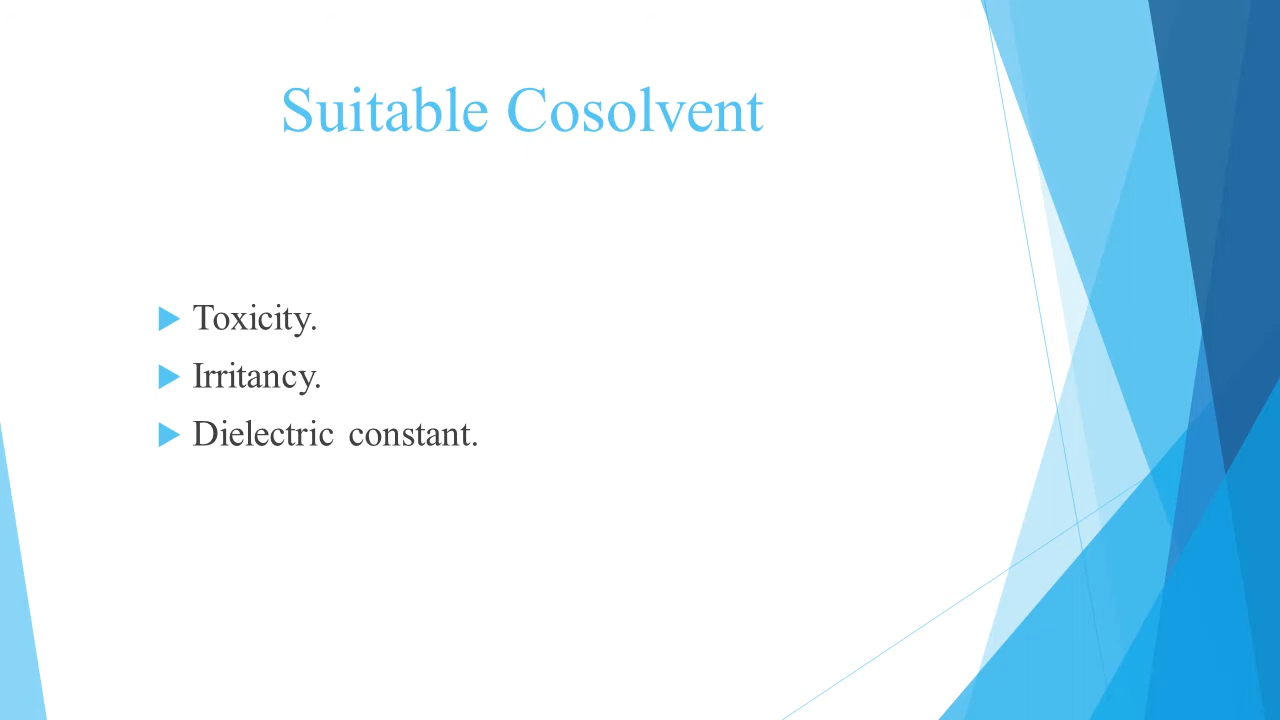 Suitable Cosolvent
Toxicity.
Irritancy.
Dielectric constant.